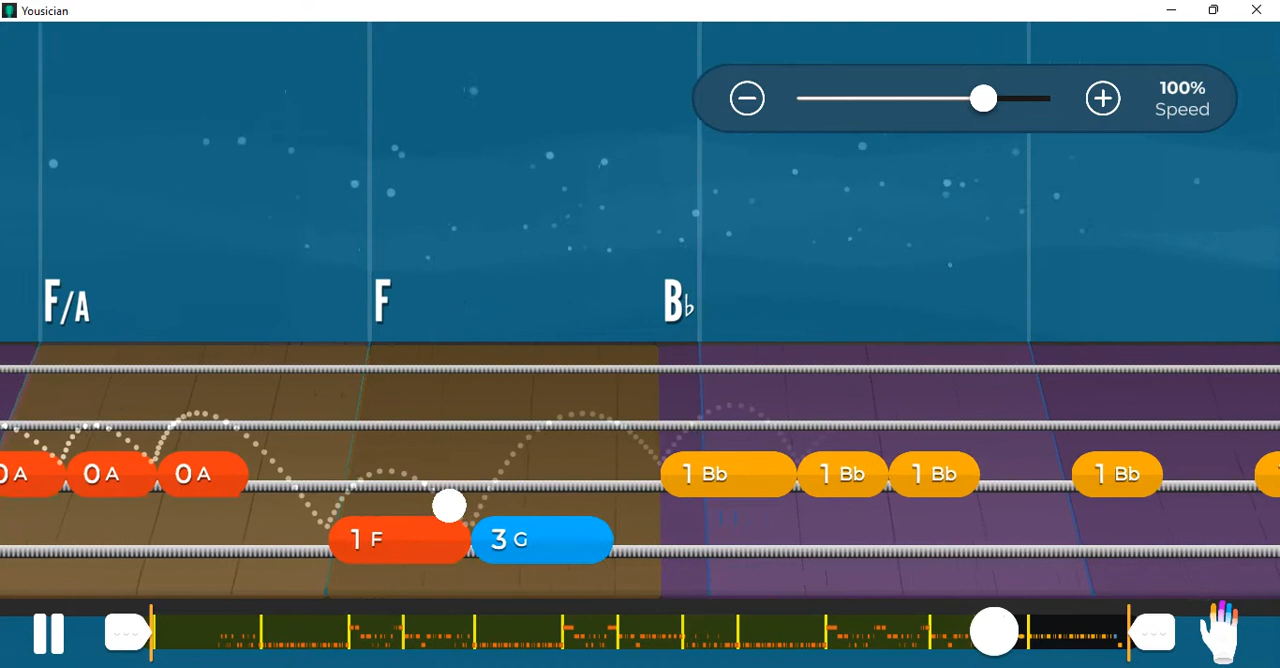 Yousician
100%
Speed
F/A
F
B♭
0 A
0 A
0 A
1 Bb
1 Bb
1 Bb
1 Bb
1 F
3 G